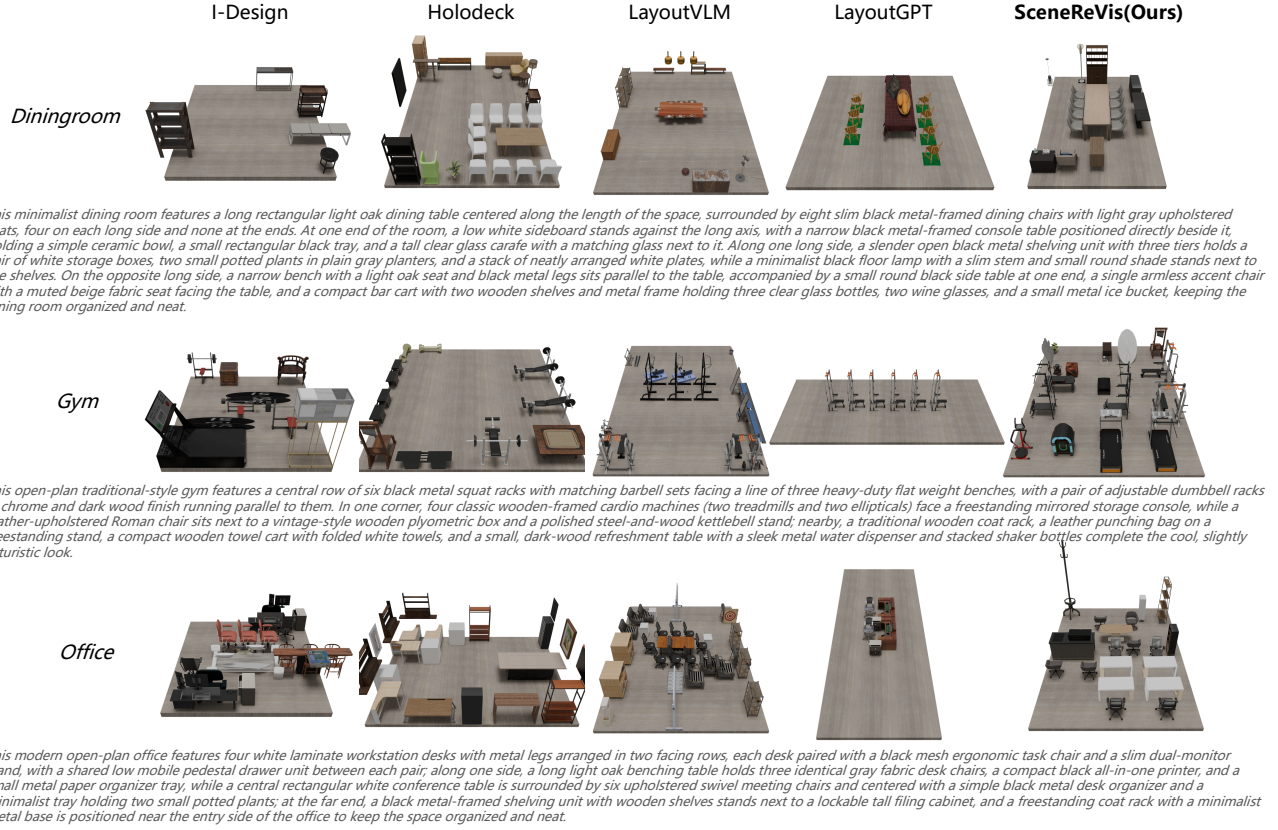 I-Design Holodeck LayoutVLM LayoutGPT SceneReVis(Ours)
Diningroom
is minimalist dining room features a long rectangular light oak dining table centered along the length of the space, surrounded by eight slim black metal-framed dining chairs with light gray upholstered
ats, four on each long side and none at the ends. At one end of the room, a low white sideboard stands against the long axis, with a narrow black metal-framed console table positioned directly beside it,
olding a simple ceramic bowl, a small rectangular black tray, and a tall clear glass carafe with a matching glass next to it. Along one long side, a slender open black metal shelving unit with three tiers holds a
ir of white storage boxes, two small potted plants in plain gray planters, and a stack of neatly arranged white plates, while a minimalist black floor lamp with a slim stem and small round shade stands next to
e shelves. On the opposite long side, a narrow bench with a light oak seat and black metal legs sits parallel to the table, accompanied by a small round black side table at one end, a single armless accent chair
th a muted beige fabric seat facing the table, and a compact bar cart with two wooden shelves and metal frame holding three clear glass bottles, two wine glasses, and a small metal ice bucket, keeping the
ning room organized and neat.
Gym
is open-plan traditional-style gym features a central row of six black metal squat racks with matching barbell sets facing a line of three heavy-duty flat weight benches, with a pair of adjustable dumbbell racks
chrome and dark wood finish running parallel to them. In one corner, four classic wooden-framed cardio machines (two treadmills and two ellipticals) face a freestanding mirrored storage console, while a
ather-upholstered Roman chair sits next to a vintage-style wooden plyometric box and a polished steel-and-wood kettlebell stand; nearby, a traditional wooden coat rack, a leather punching bag on a
eestanding stand, a compact wooden towel cart with folded white towels, and a small, dark-wood refreshment table with a sleek metal water dispenser and stacked shaker bottles complete the cool, slightly
turistic look.
Office
is modern open-plan office features four white laminate workstation desks with metal legs arranged in two facing rows, each desk paired with a black mesh ergonomic task chair and a slim dual-monitor
and, with a shared low mobile pedestal drawer unit between each pair; along one side, a long light oak benching table holds three identical gray fabric desk chairs, a compact black all-in-one printer, and a
mall metal paper organizer tray, while a central rectangular white conference table is surrounded by six upholstered swivel meeting chairs and centered with a simple black metal desk organizer and a
inimalist tray holding two small potted plants; at the far end, a black metal-framed shelving unit with wooden shelves stands next to a lockable tall filing cabinet, and a freestanding coat rack with a minimalist
etal base is positioned near the entry side of the office to keep the space organized and neat.